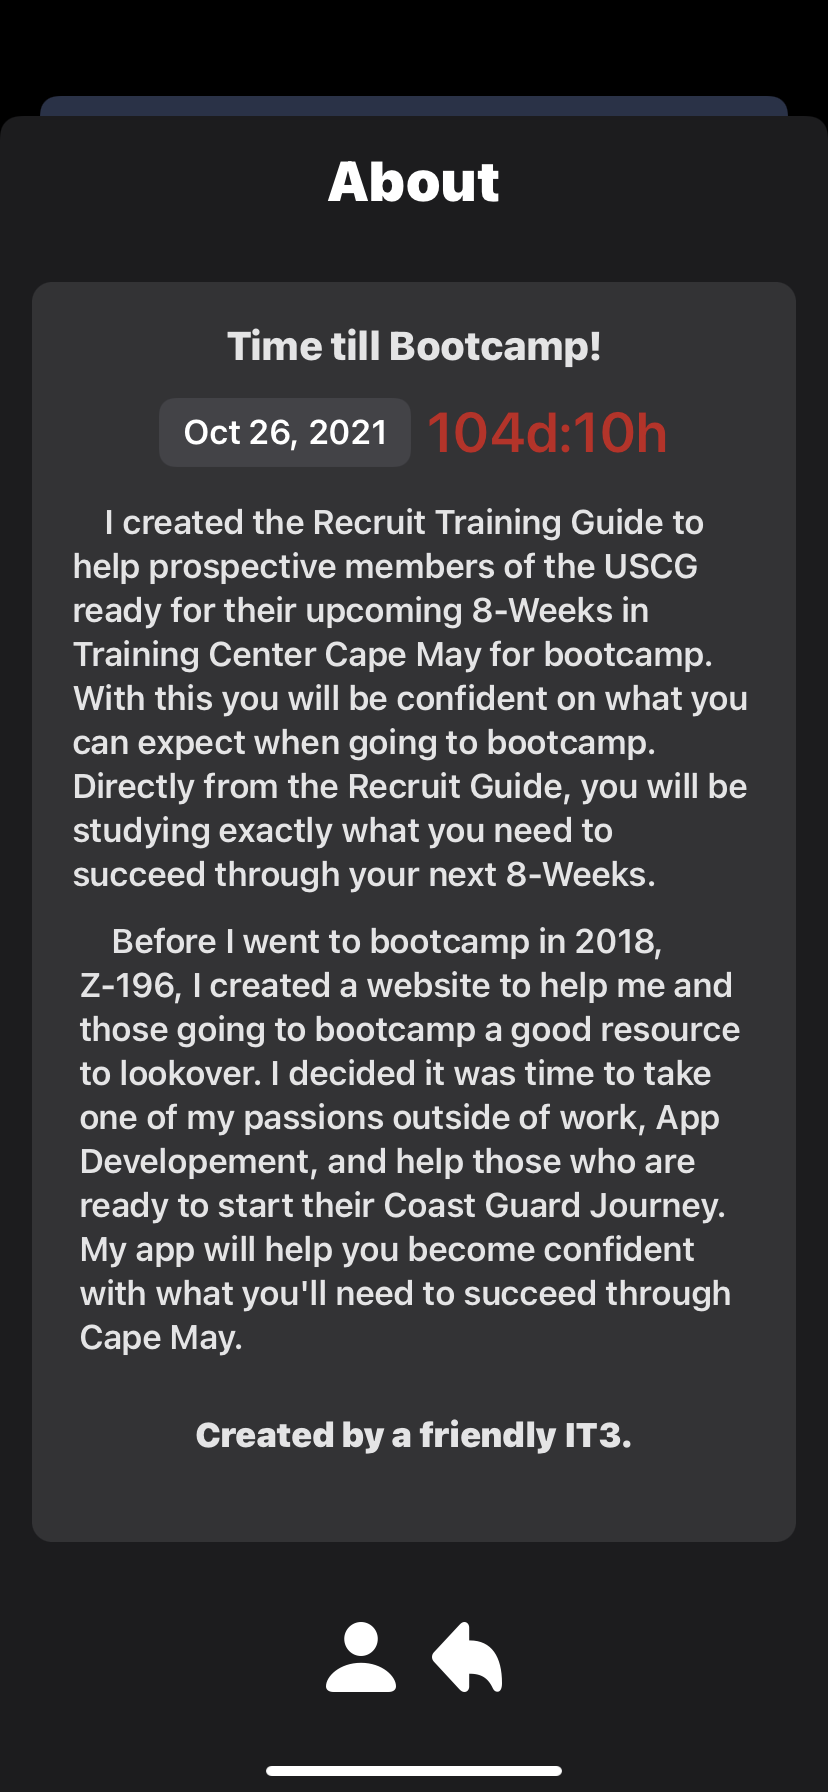 About
Time till Bootcamp!
Oct 26, 2021 104d:10h
I created the Recruit Training Guide to
help prospective members of the USCG
ready for their upcoming 8-Weeks in
Training Center Cape May for bootcamp.
With this you will be confident on what you
can expect when going to bootcamp.
Directly from the Recruit Guide, you will be
studying exactly what you need to
succeed through your next 8-Weeks.
Before I went to bootcamp in 2018,
Z-196, I created a website to help me and
those going to bootcamp a good resource
to lookover. I decided it was time to take
one of my passions outside of work, App
Developement, and help those who are
ready to start their Coast Guard Journey.
My app will help you become confident
with what you'll need to succeed through
Cape May.
Created by a friendly IT3.